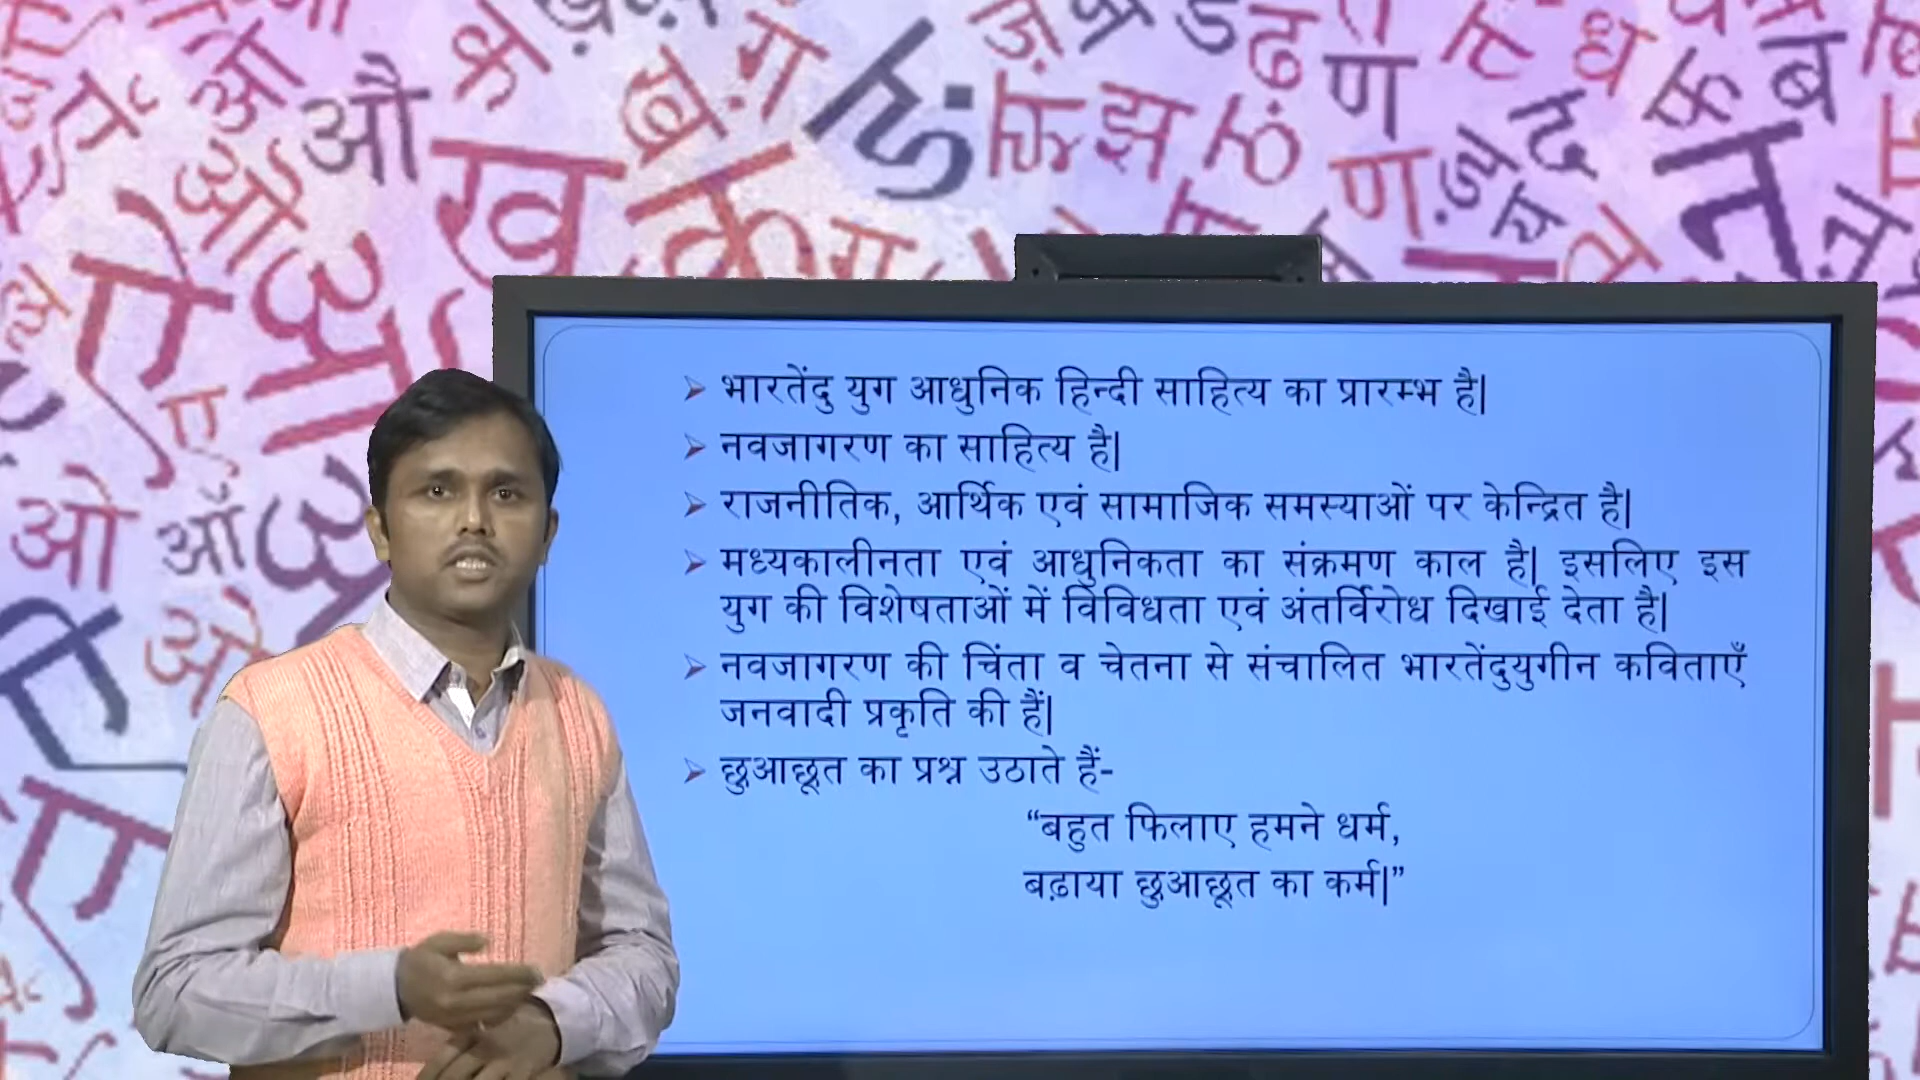 भारतेंदु युग आधुनिक हिन्दी साहित्य का प्रारम्भ है|
नवजागरण का साहित्य है|
राजनीतिक, आर्थिक एवं सामाजिक समस्याओं पर केन्द्रित है|
मध्यकालीनता एवं आधुनिकता का संक्रमण काल है| इसलिए इस
युग की विशेषताओं में विविधता एवं अंतर्विरोध दिखाई देता है|
नवजागरण की चिंता व चेतना से संचालित भारतेंदुयुगीन कविताएँ
जनवादी प्रकृति की हैं|
छुआछूत का प्रश्न उठाते हैं-
“बहुत फिलाए हमने धर्म,
बढ़ाया छुआछूत का कर्म|”